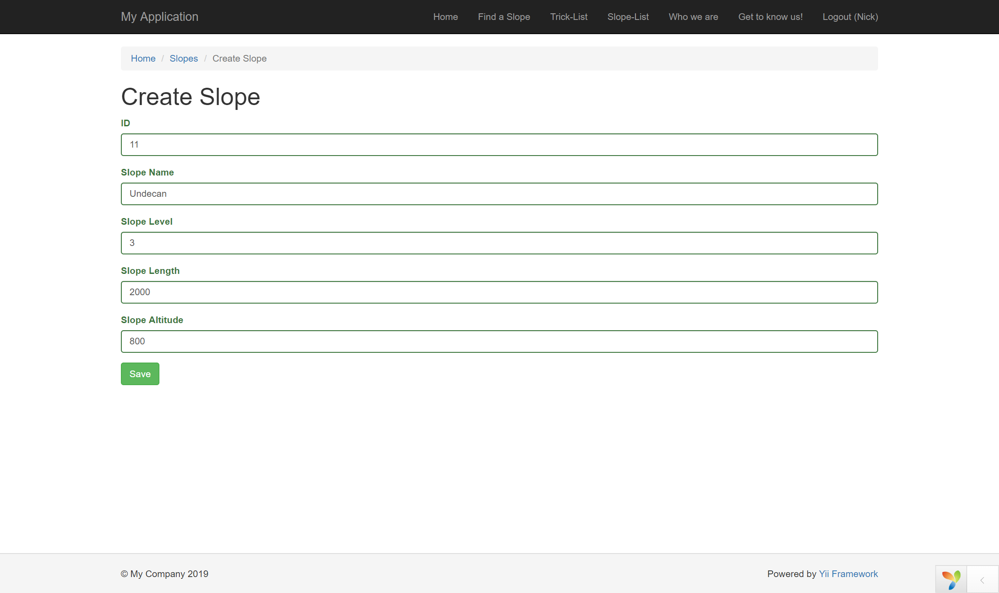 My Application Home Find a Slope Trick-List Slope-List Who we are Get to know us! Logout (Nick)
Home / Slopes / Create Slope
Create Slope
ID
11
Slope Name
Undecan
Slope Level
3
Slope Length
2000
Slope Altitude
800
Save
© My Company 2019 Powered by Yii Framework